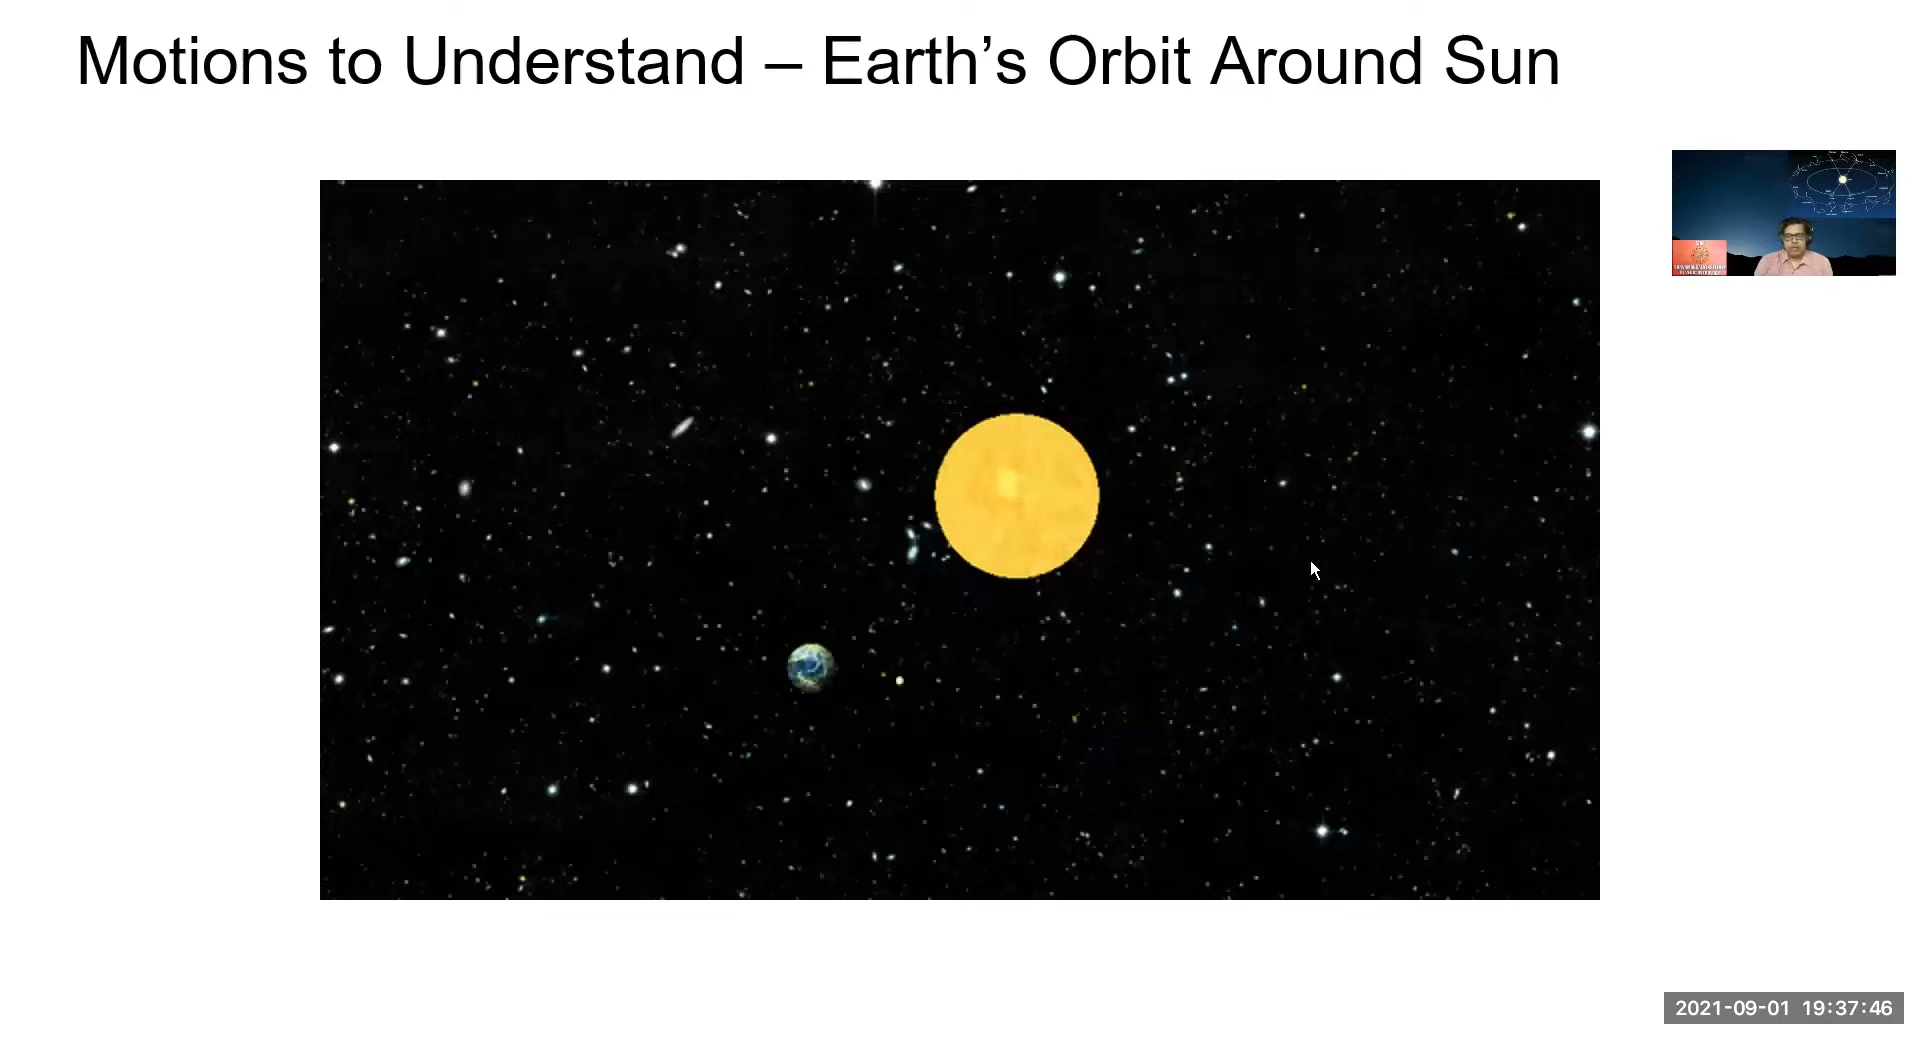 Motions to Understand – Earth’s Orbit Around Sun
2021-09-01 19:37:46